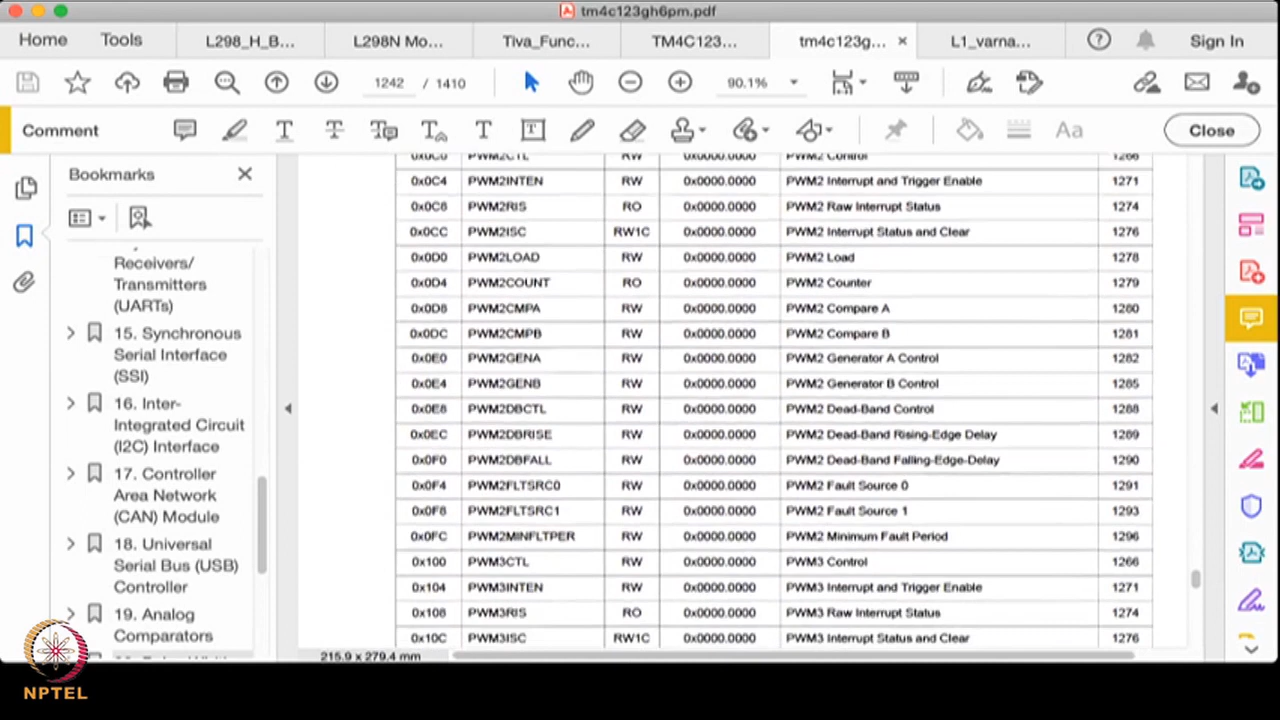 tm4c123gh6pm.pdf
Home Tools L298_H_B... L298N Mo... Tiva_Func... TM4C123... tm4c123g... × L1_varna... Sign In
1242 / 1410 90.1%
Comment Close
Aa
Bookmarks
Receivers/
Transmitters
(UARTs)
15. Synchronous
Serial Interface
(SSI)
16. Inter-
Integrated Circuit
(I2C) Interface
17. Controller
Area Network
(CAN) Module
18. Universal
Serial Bus (USB)
Controller
19. Analog
Comparators
0x0C0 PWM2CTL RW 0x0000.0000 PWM2 Control 1266
0x0C4 PWM2INTEN RW 0x0000.0000 PWM2 Interrupt and Trigger Enable 1271
0x0C8 PWM2RIS RO 0x0000.0000 PWM2 Raw Interrupt Status 1274
0x0CC PWM2ISC RW1C 0x0000.0000 PWM2 Interrupt Status and Clear 1276
0x0D0 PWM2LOAD RW 0x0000.0000 PWM2 Load 1278
0x0D4 PWM2COUNT RO 0x0000.0000 PWM2 Counter 1279
0x0D8 PWM2CMPA RW 0x0000.0000 PWM2 Compare A 1280
0x0DC PWM2CMPB RW 0x0000.0000 PWM2 Compare B 1281
0x0E0 PWM2GENA RW 0x0000.0000 PWM2 Generator A Control 1282
0x0E4 PWM2GENB RW 0x0000.0000 PWM2 Generator B Control 1285
0x0E8 PWM2DBCTL RW 0x0000.0000 PWM2 Dead-Band Control 1288
0x0EC PWM2DBRISE RW 0x0000.0000 PWM2 Dead-Band Rising-Edge Delay 1289
0x0F0 PWM2DBFALL RW 0x0000.0000 PWM2 Dead-Band Falling-Edge-Delay 1290
0x0F4 PWM2FLTSRC0 RW 0x0000.0000 PWM2 Fault Source 0 1291
0x0F8 PWM2FLTSRC1 RW 0x0000.0000 PWM2 Fault Source 1 1293
0x0FC PWM2MINFLTPER RW 0x0000.0000 PWM2 Minimum Fault Period 1296
0x100 PWM3CTL RW 0x0000.0000 PWM3 Control 1266
0x104 PWM3INTEN RW 0x0000.0000 PWM3 Interrupt and Trigger Enable 1271
0x108 PWM3RIS RO 0x0000.0000 PWM3 Raw Interrupt Status 1274
0x10C PWM3ISC RW1C 0x0000.0000 PWM3 Interrupt Status and Clear 1276
215.9 x 279.4 mm
NPTEL